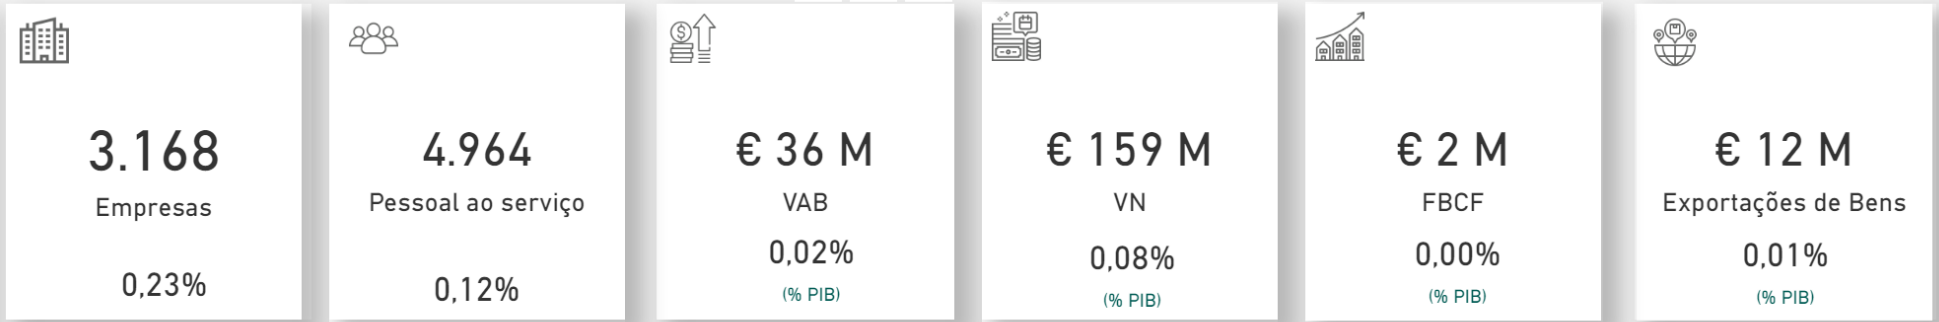 3.168
Empresas
0,23%
4.964
Pessoal ao serviço
0,12%
€ 36 M
VAB
0,02%
(% PIB)
€ 159 M
VN
0,08%
(% PIB)
€ 2 M
FBCF
0,00%
(% PIB)
€ 12 M
Exportações de Bens
0,01%
(% PIB)